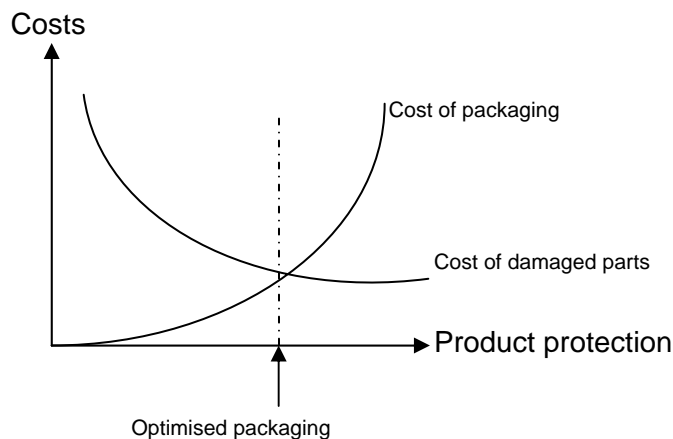 Costs
Cost of packaging
Cost of damaged parts
Product protection
Optimised packaging